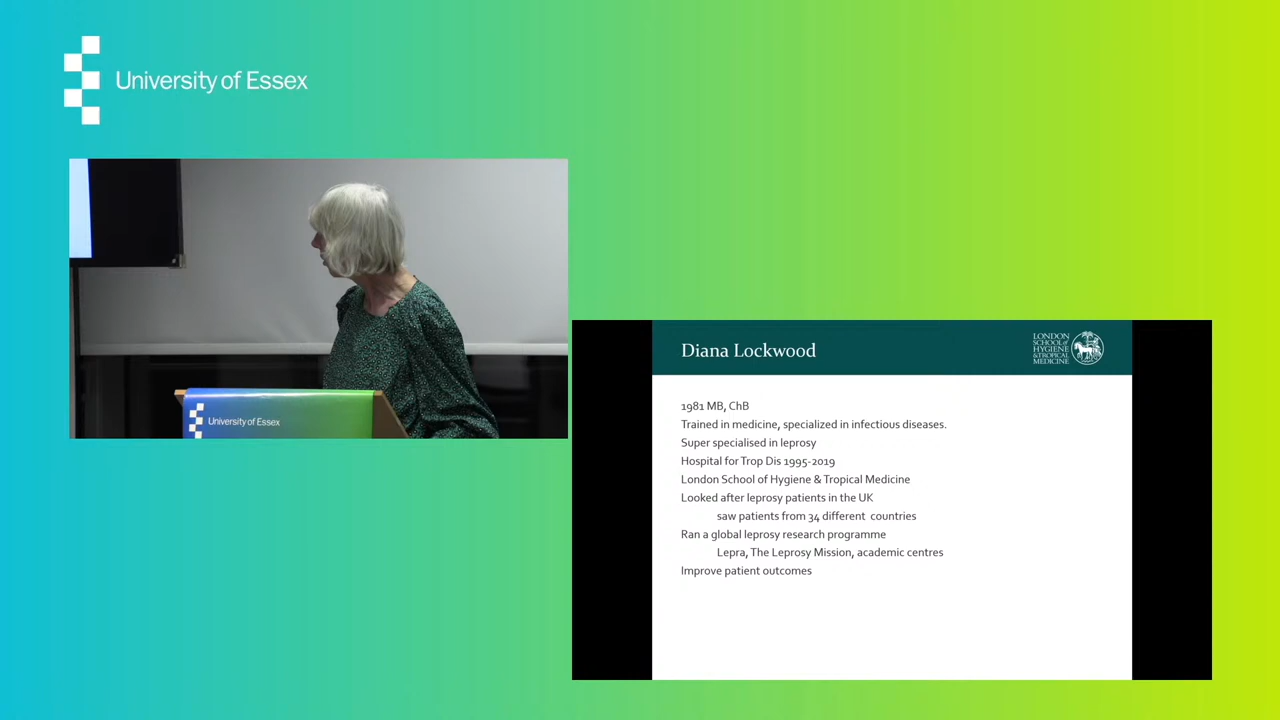 University of Essex
University of Essex
Diana Lockwood
LONDON
SCHOOL of
HYGIENE
& TROPICAL
MEDICINE
1981 MB, ChB
Trained in medicine, specialized in infectious diseases.
Super specialised in leprosy
Hospital for Trop Dis 1995-2019
London School of Hygiene & Tropical Medicine
Looked after leprosy patients in the UK
saw patients from 34 different countries
Ran a global leprosy research programme
Lepra, The Leprosy Mission, academic centres
Improve patient outcomes